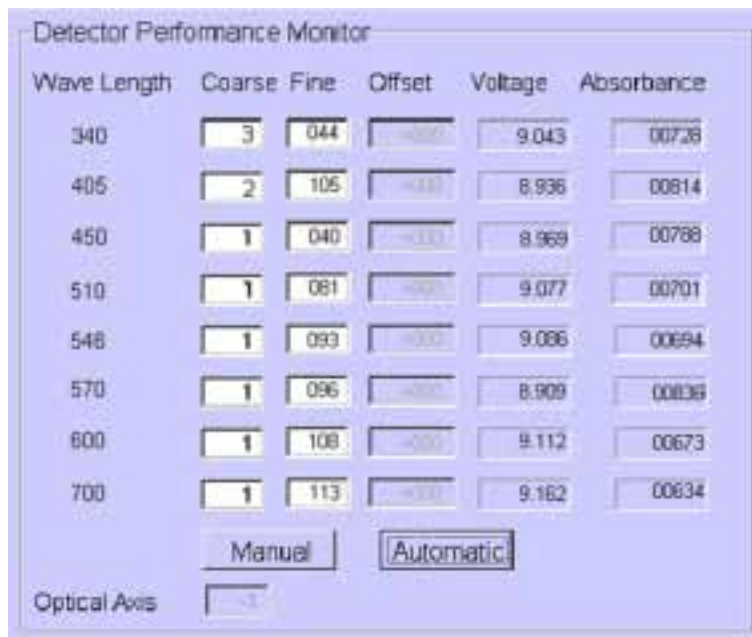 Detector Performance Monitor
Wave Length Coarse Fine Offset Voltage Absorbance
340 3 044 9.043 00728
405 2 105 8.936 00814
450 1 040 8.969 00788
510 1 081 9.077 00701
546 1 093 9.086 00694
570 1 096 8.909 00836
600 1 108 9.112 00673
700 1 113 9.162 00634
Manual Automatic
Optical Axis